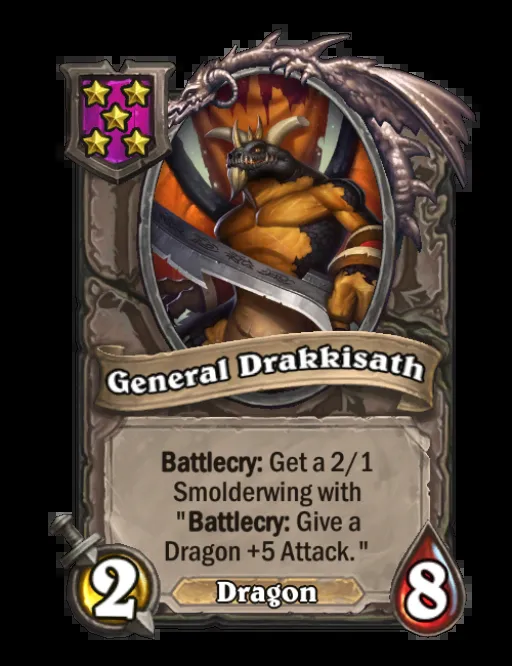 General Drakkisath
Battlecry: Get a 2/1
Smolderwing with
"Battlecry: Give a
Dragon +5 Attack."
2
Dragon
8